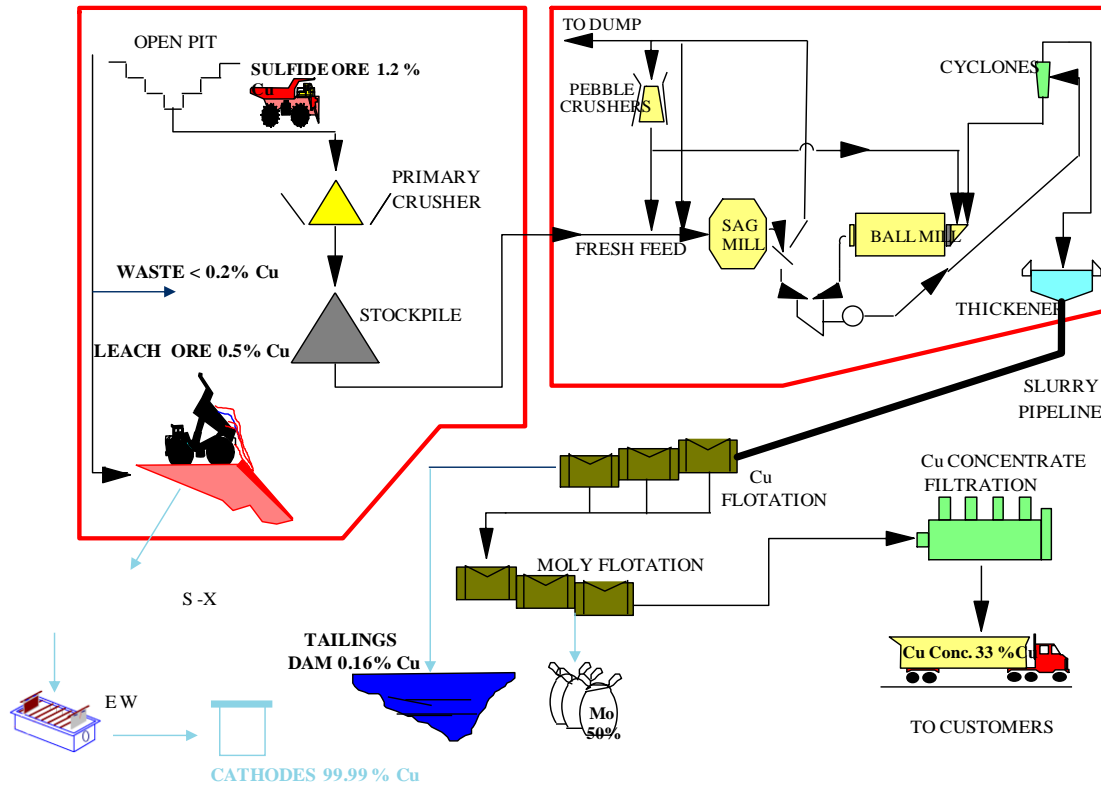 OPEN PIT
SULFIDE ORE 1.2 %
Cu
PRIMARY
CRUSHER
WASTE < 0.2% Cu
STOCKPILE
LEACH ORE 0.5% Cu
TO DUMP
PEBBLE
CRUSHERS
CYCLONES
SAG
MILL
BALL MILL
FRESH FEED
THICKENER
SLURRY
PIPELINE
Cu
FLOTATION
Cu CONCENTRATE
FILTRATION
MOLY FLOTATION
S -X
TAILINGS
DAM 0.16% Cu
Cu Conc. 33 %Cu
E W
Mo
50%
TO CUSTOMERS
CATHODES 99.99 % Cu